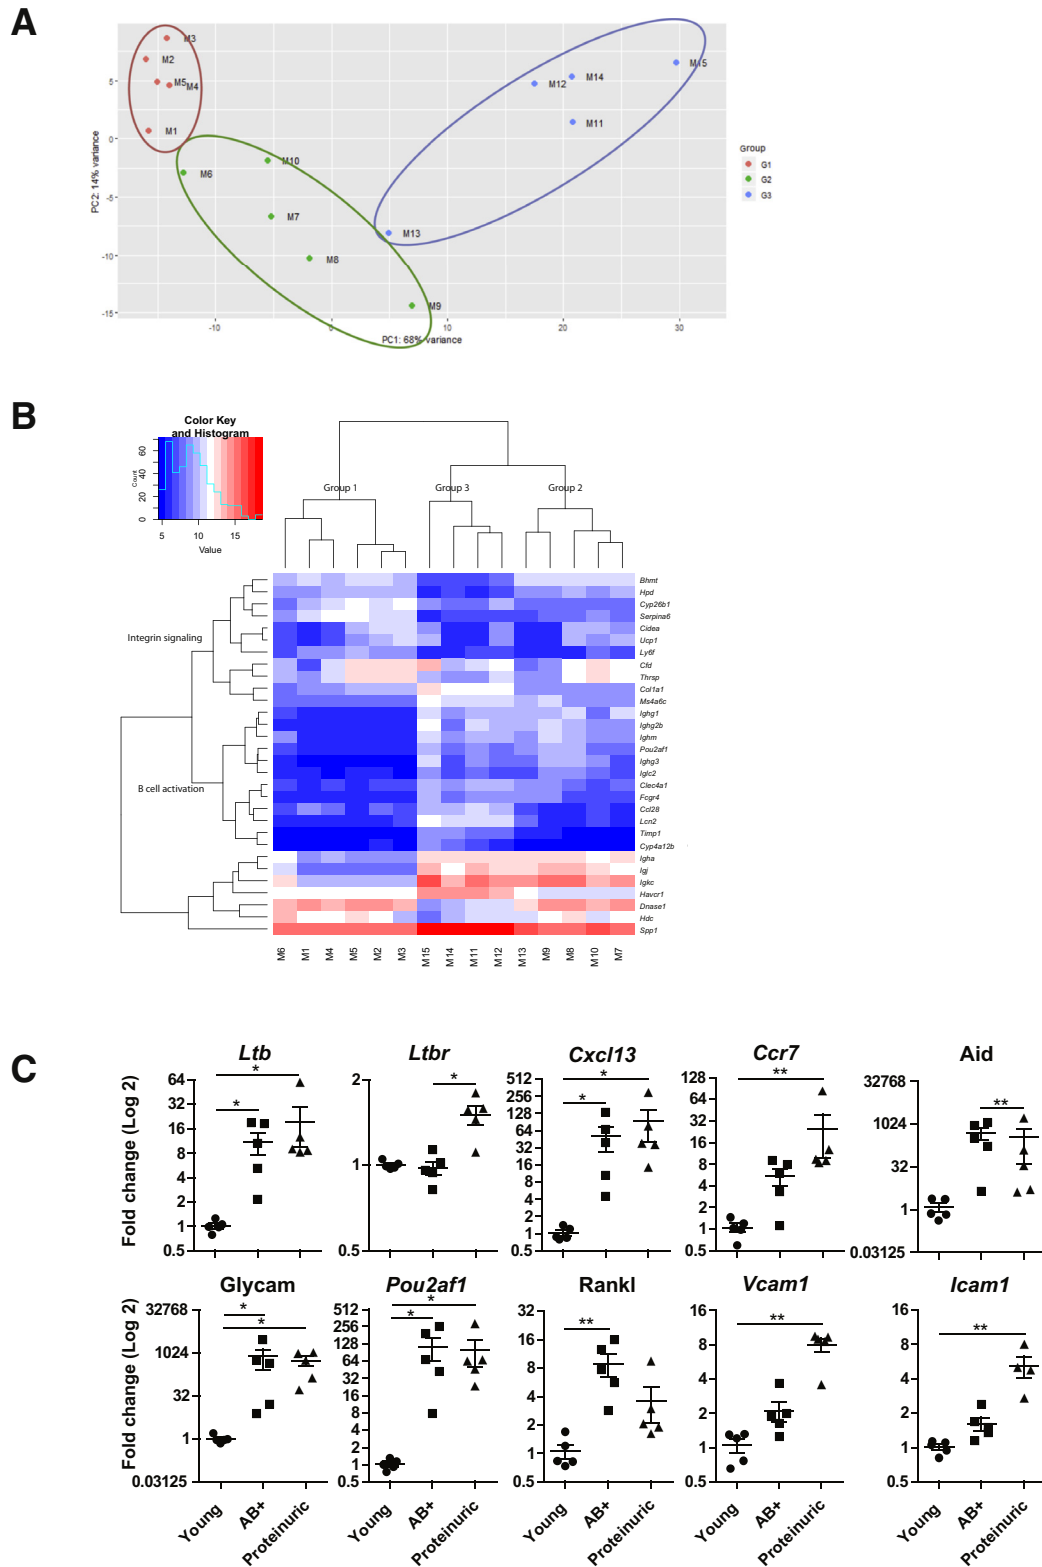 A
M3
M2
M5
M4
M1
M10
M6
M7
M8
M9
M15
M14
M12
M11
M13
5
0
-5
-10
-15
-10
0
10
20
30
PC2: 14% variance
PC1: 68% variance
Group
G1
G2
G3
B
Color Key
and Histogram
Count
0
20
40
60
5
10
15
Value
Group 1
Group 3
Group 2
Integrin signaling
B cell activation
Bhmt
Hpd
Cyp26b1
Serpina6
Cidea
Ucp1
Ly6f
Cfd
Thrsp
Col1a1
Ms4a6c
Ighg1
Ighg2b
Ighm
Pou2af1
Ighg3
Iglc2
Clec4a1
Fcgr4
Ccl28
Lcn2
Timp1
Cyp4a12b
Igha
Igj
Igkc
Havcr1
Dnase1
Hdc
Spp1
M6 M1 M4 M5 M2 M3 M15 M14 M11 M12 M13 M9 M8 M10 M7
C
Fold change (Log 2)
Ltb
64
32
16
8
4
2
1
0.5
*
*
Ltbr
2
1
0.5
*
Cxcl13
512
256
128
64
32
16
8
4
2
1
0.5
*
*
Ccr7
128
64
32
16
8
4
2
1
0.5
**
Aid
32768
1024
32
1
0.03125
**
Fold change (Log 2)
Glycam
32768
1024
32
1
0.03125
*
*
Young
AB+
Proteinuric
Pou2af1
512
256
128
64
32
16
8
4
2
1
0.5
*
*
Young
AB+
Proteinuric
Rankl
32
16
8
4
2
1
0.5
**
Young
AB+
Proteinuric
Vcam1
16
8
4
2
1
0.5
**
Young
AB+
Proteinuric
Icam1
16
8
4
2
1
0.5
**
Young
AB+
Proteinuric